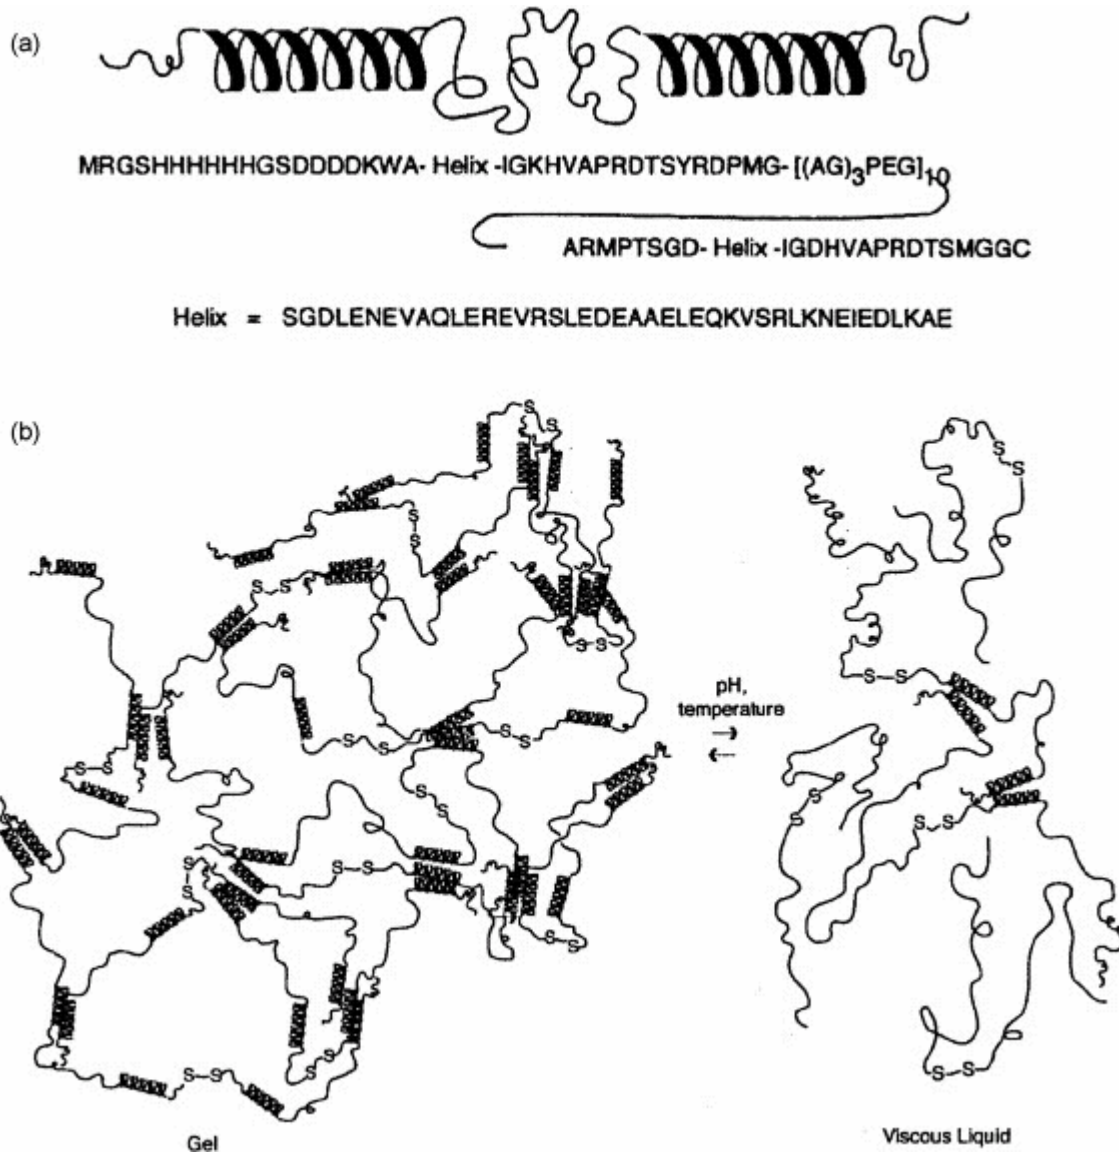 (a)
MRGSHHHHHHGSDDDDKWA- Helix -IGKHVAPRDTSYRDPMG- [(AG)3PEG]10
ARMPTSGD- Helix -IGDHVAPRDTSMGGC
Helix = SGDLENEVAQLEREVRSLEDEAAELEQKVSRLKNEIEDLKAE
(b)
S
S
S
S
S
S
S-S
S-S
S-S
S-S
pH,
temperature
S-S
S-S
S-S
S-S
S-S
S
S
S-S
S-S
S
S
S-S
S-S
S-S
Gel
Viscous Liquid